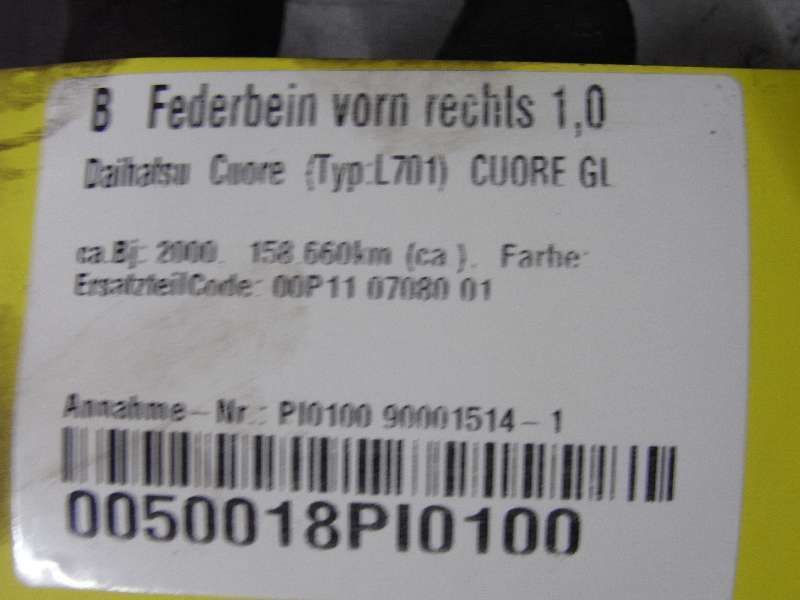 B Federbein vorn rechts 1,0
Daihatsu Cuore (Typ:L701) CUORE GL
ca.Bj: 2000. 158.660km (ca ). Farbe:
ErsatzteilCode: 00P11 07080 01
Annahme-Nr.: PI0100 90001514-1
0050018PI0100